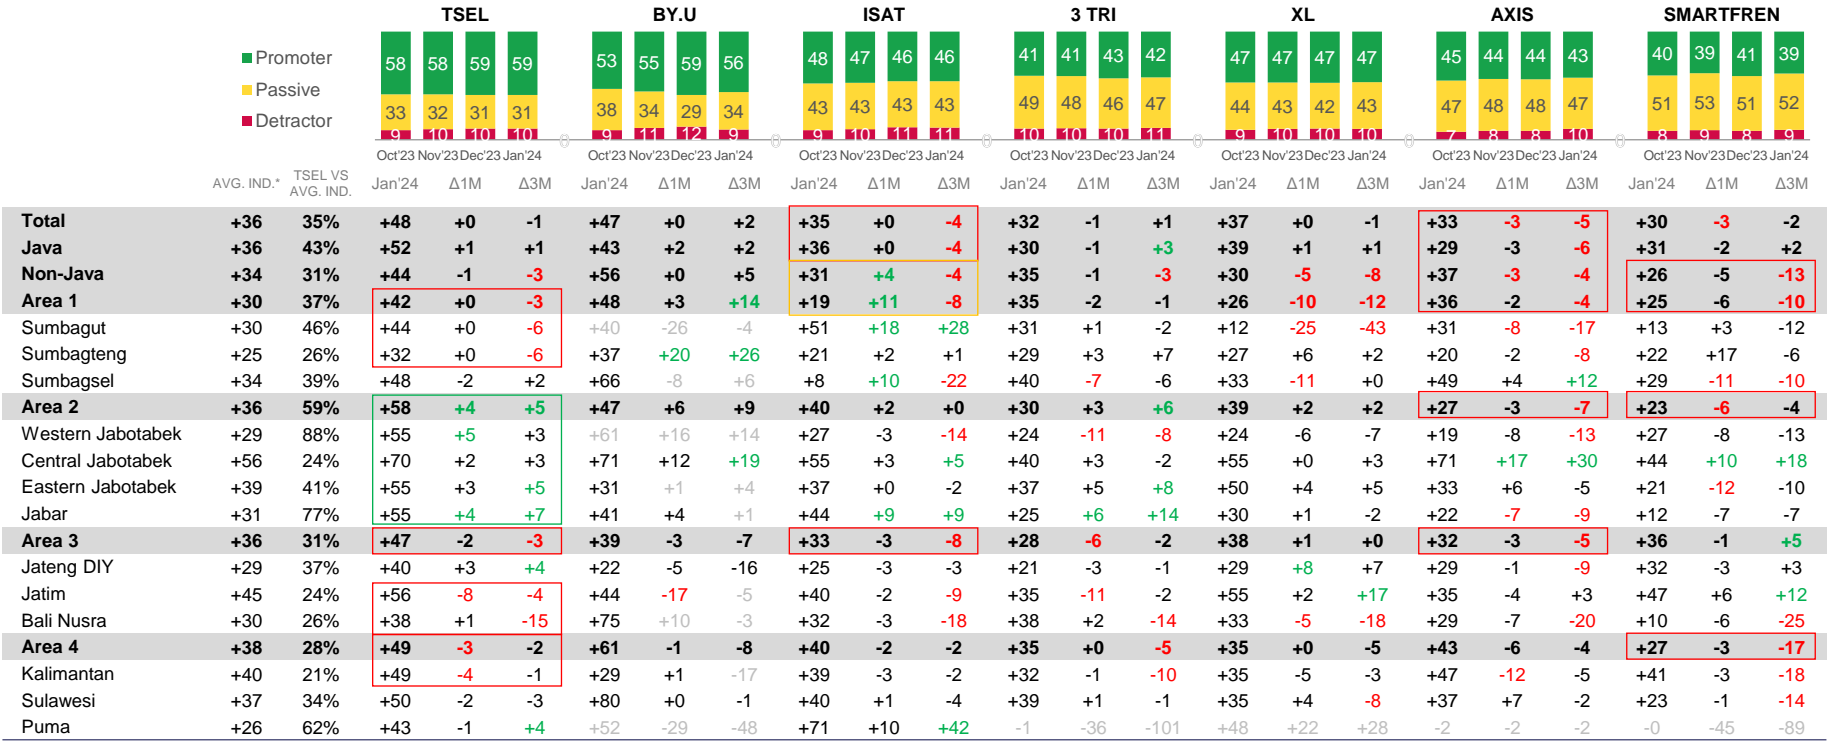 TSEL BY.U ISAT 3 TRI XL AXIS SMARTFREN
Promoter 58 58 59 59 53 55 59 56 48 47 46 46 41 41 43 42 47 47 47 47 45 44 44 43 40 39 41 39
Passive 33 32 31 31 38 34 29 34 43 43 43 43 49 48 46 47 44 43 42 43 47 48 48 47 51 53 51 52
Detractor 9 10 10 10 0 9 11 12 9 0 9 10 11 11 0 10 10 10 11 0 9 10 10 10 0 7 8 8 10 0 8 9 8 9
Oct'23 Nov'23 Dec'23 Jan'24 Oct'23 Nov'23 Dec'23 Jan'24 Oct'23 Nov'23 Dec'23 Jan'24 Oct'23 Nov'23 Dec'23 Jan'24 Oct'23 Nov'23 Dec'23 Jan'24 Oct'23 Nov'23 Dec'23 Jan'24 Oct'23 Nov'23 Dec'23 Jan'24
AVG. IND.* TSEL VS AVG. IND. Jan'24 Δ1M Δ3M Jan'24 Δ1M Δ3M Jan'24 Δ1M Δ3M Jan'24 Δ1M Δ3M Jan'24 Δ1M Δ3M Jan'24 Δ1M Δ3M Jan'24 Δ1M Δ3M
Total +36 35% +48 +0 -1 +47 +0 +2 +35 +0 -4 +32 -1 +1 +37 +0 -1 +33 -3 -5 +30 -3 -2
Java +36 43% +52 +1 +1 +43 +2 +2 +36 +0 -4 +30 -1 +3 +39 +1 +1 +29 -3 -6 +31 -2 +2
Non-Java +34 31% +44 -1 -3 +56 +0 +5 +31 +4 -4 +35 -1 -3 +30 -5 -8 +37 -3 -4 +26 -5 -13
Area 1 +30 37% +42 +0 -3 +48 +3 +14 +19 +11 -8 +35 -2 -1 +26 -10 -12 +36 -2 -4 +25 -6 -10
Sumbagut +30 46% +44 +0 -6 +40 -26 -4 +51 +18 +28 +31 +1 -2 +12 -25 -43 +31 -8 -17 +13 +3 -12
Sumbagteng +25 26% +32 +0 -6 +37 +20 +26 +21 +2 +1 +29 +3 +7 +27 +6 +2 +20 -2 -8 +22 +17 -6
Sumbagsel +34 39% +48 -2 +2 +66 -8 +6 +8 +10 -22 +40 -7 -6 +33 -11 +0 +49 +4 +12 +29 -11 -10
Area 2 +36 59% +58 +4 +5 +47 +6 +9 +40 +2 +0 +30 +3 +6 +39 +2 +2 +27 -3 -7 +23 -6 -4
Western Jabotabek +29 88% +55 +5 +3 +61 +16 +14 +27 -3 -14 +24 -11 -8 +24 -6 -7 +19 -8 -13 +27 -8 -13
Central Jabotabek +56 24% +70 +2 +3 +71 +12 +19 +55 +3 +5 +40 +3 -2 +55 +0 +3 +71 +17 +30 +44 +10 +18
Eastern Jabotabek +39 41% +55 +3 +5 +31 +1 +4 +37 +0 -2 +37 +5 +8 +50 +4 +5 +33 +6 -5 +21 -12 -10
Jabar +31 77% +55 +4 +7 +41 +4 +1 +44 +9 +9 +25 +6 +14 +30 +1 -2 +22 -7 -9 +12 -7 -7
Area 3 +36 31% +47 -2 -3 +39 -3 -7 +33 -3 -8 +28 -6 -2 +38 +1 +0 +32 -3 -5 +36 -1 +5
Jateng DIY +29 37% +40 +3 +4 +22 -5 -16 +25 -3 -3 +21 -3 -1 +29 +8 +7 +29 -1 -9 +32 -3 +3
Jatim +45 24% +56 -8 -4 +44 -17 -5 +40 -2 -9 +35 -11 -2 +55 +2 +17 +35 -4 +3 +47 +6 +12
Bali Nusra +30 26% +38 +1 -15 +75 +10 -3 +32 -3 -18 +38 +2 -14 +33 -5 -18 +29 -7 -20 +10 -6 -25
Area 4 +38 28% +49 -3 -2 +61 -1 -8 +40 -2 -2 +35 +0 -5 +35 +0 -5 +43 -6 -4 +27 -3 -17
Kalimantan +40 21% +49 -4 -1 +29 +1 -17 +39 -3 -2 +32 -1 -10 +35 -5 -3 +47 -12 -5 +41 -3 -18
Sulawesi +37 34% +50 -2 -3 +80 +0 -1 +40 +1 -4 +39 +1 -1 +35 +4 -8 +37 +7 -2 +23 -1 -14
Puma +26 62% +43 -1 +4 +52 -29 -48 +71 +10 +42 -1 -36 -101 +48 +22 +28 -2 -2 -2 -0 -45 -89